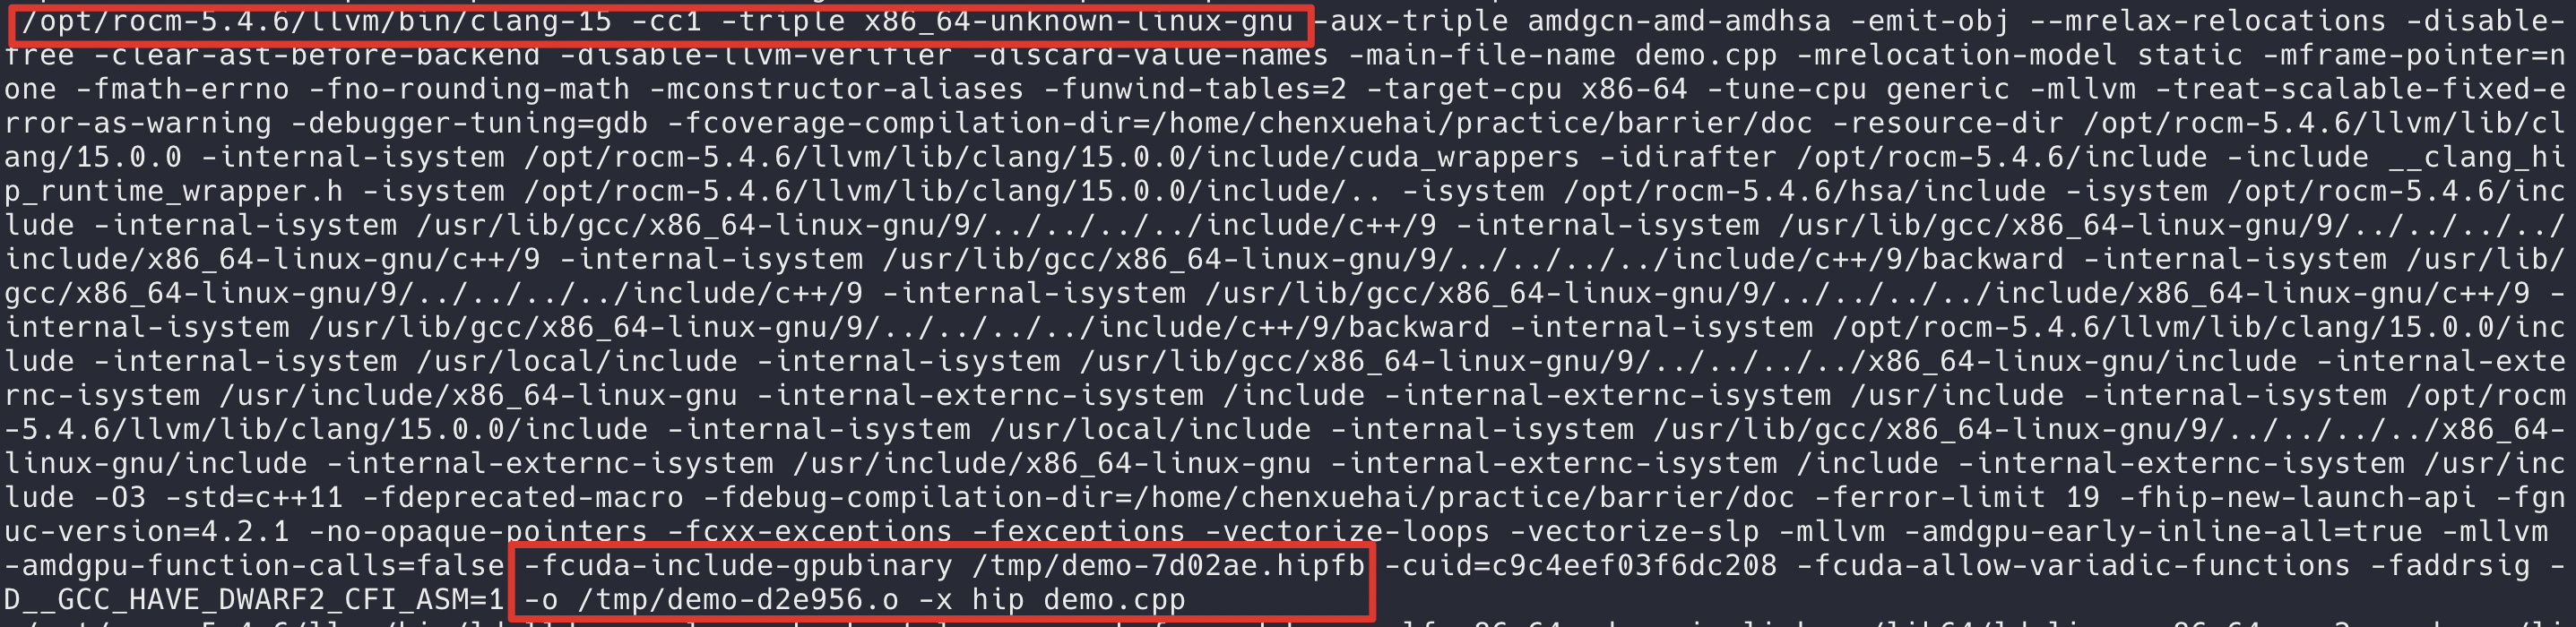 /opt/rocm-5.4.6/llvm/bin/clang-15 -cc1 -triple x86_64-unknown-linux-gnu -aux-triple amdgcn-amd-amdhsa -emit-obj --mrelax-relocations -disable-
free -clear-ast-before-backend -disable-llvm-verifier -discard-value-names -main-file-name demo.cpp -mrelocation-model static -mframe-pointer=n
one -fmath-errno -fno-rounding-math -mconstructor-aliases -funwind-tables=2 -target-cpu x86-64 -tune-cpu generic -mllvm -treat-scalable-fixed-e
rror-as-warning -debugger-tuning=gdb -fcoverage-compilation-dir=/home/chenxuehai/practice/barrier/doc -resource-dir /opt/rocm-5.4.6/llvm/lib/cl
ang/15.0.0 -internal-isystem /opt/rocm-5.4.6/llvm/lib/clang/15.0.0/include/cuda_wrappers -idirafter /opt/rocm-5.4.6/include -include __clang_hi
p_runtime_wrapper.h -isystem /opt/rocm-5.4.6/llvm/lib/clang/15.0.0/include/.. -isystem /opt/rocm-5.4.6/hsa/include -isystem /opt/rocm-5.4.6/inc
lude -internal-isystem /usr/lib/gcc/x86_64-linux-gnu/9/../../../../include/c++/9 -internal-isystem /usr/lib/gcc/x86_64-linux-gnu/9/../../../../
include/x86_64-linux-gnu/c++/9 -internal-isystem /usr/lib/gcc/x86_64-linux-gnu/9/../../../../include/c++/9/backward -internal-isystem /usr/lib/
gcc/x86_64-linux-gnu/9/../../../../include/c++/9 -internal-isystem /usr/lib/gcc/x86_64-linux-gnu/9/../../../../include/x86_64-linux-gnu/c++/9 -
internal-isystem /usr/lib/gcc/x86_64-linux-gnu/9/../../../../include/c++/9/backward -internal-isystem /opt/rocm-5.4.6/llvm/lib/clang/15.0.0/inc
lude -internal-isystem /usr/local/include -internal-isystem /usr/lib/gcc/x86_64-linux-gnu/9/../../../../x86_64-linux-gnu/include -internal-exte
rnc-isystem /usr/include/x86_64-linux-gnu -internal-externc-isystem /include -internal-externc-isystem /usr/include -internal-isystem /opt/rocm
-5.4.6/llvm/lib/clang/15.0.0/include -internal-isystem /usr/local/include -internal-isystem /usr/lib/gcc/x86_64-linux-gnu/9/../../../../x86_64-
linux-gnu/include -internal-externc-isystem /usr/include/x86_64-linux-gnu -internal-externc-isystem /include -internal-externc-isystem /usr/inc
lude -O3 -std=c++11 -fdeprecated-macro -fdebug-compilation-dir=/home/chenxuehai/practice/barrier/doc -ferror-limit 19 -fhip-new-launch-api -fgn
uc-version=4.2.1 -no-opaque-pointers -fcxx-exceptions -fexceptions -vectorize-loops -vectorize-slp -mllvm -amdgpu-early-inline-all=true -mllvm
-amdgpu-function-calls=false -fcuda-include-gpubinary /tmp/demo-7d02ae.hipfb -cuid=c9c4eef03f6dc208 -fcuda-allow-variadic-functions -faddrsig -
D__GCC_HAVE_DWARF2_CFI_ASM=1 -o /tmp/demo-d2e956.o -x hip demo.cpp